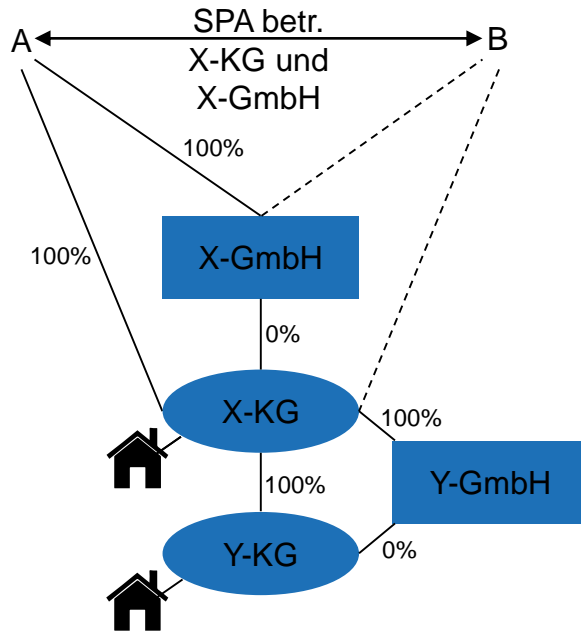 SPA betr.
A
B
X-KG und
X-GmbH
100%
100%
X-GmbH
0%
X-KG
100%
100%
Y-GmbH
Y-KG
0%